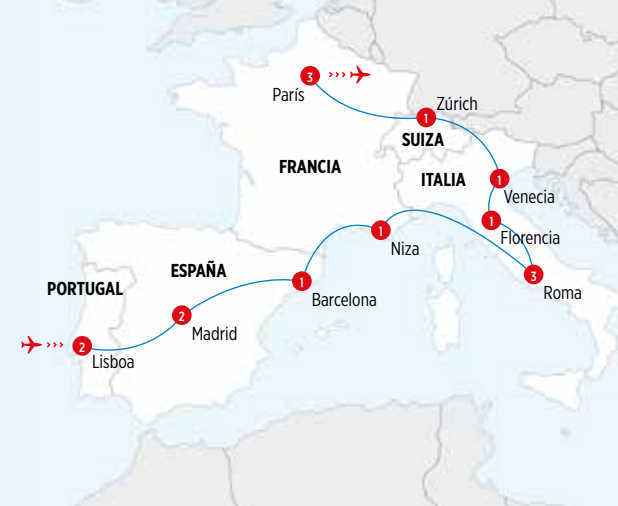 3
París
Zúrich
1
SUIZA
FRANCIA
ITALIA
1
Venecia
1
Florencia
1
Niza
3
Roma
ESPAÑA
1
Barcelona
PORTUGAL
2
Madrid
2
Lisboa